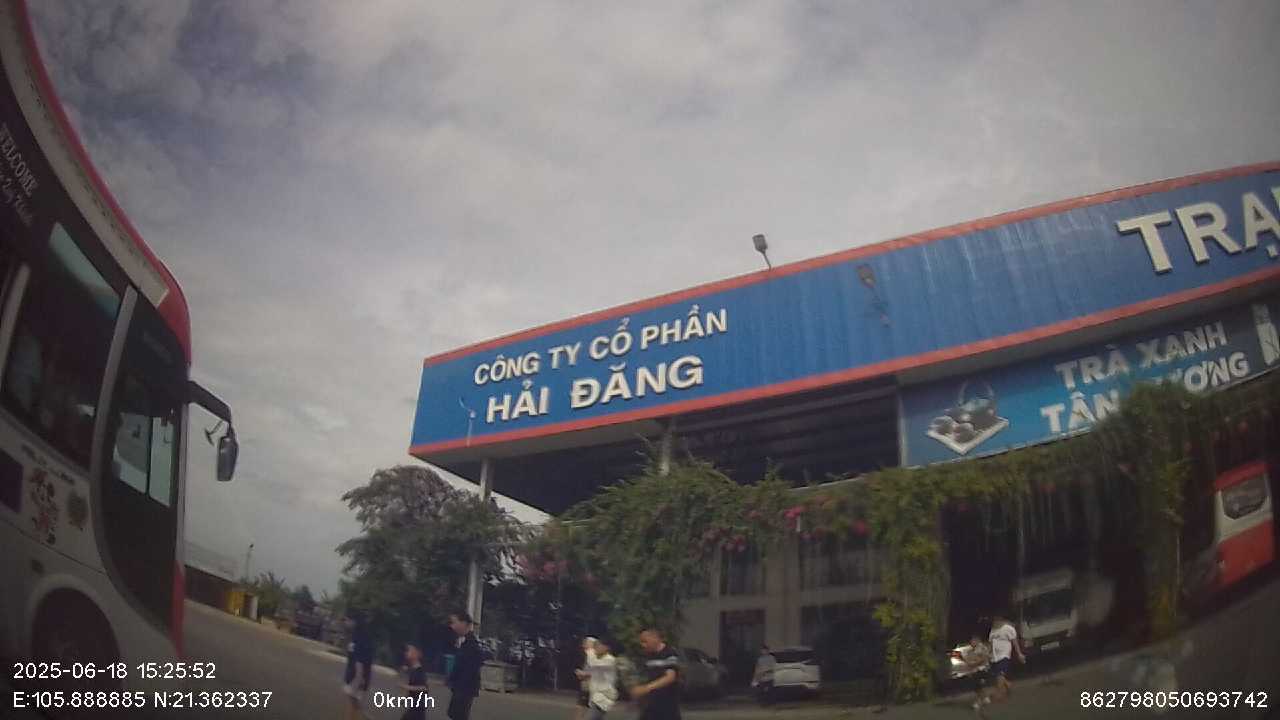 WELCOME
CÔNG TY CỔ PHẦN
HẢI ĐĂNG
TRẠ
TRÀ XANH
TÂN CƯƠNG
2025-06-18 15:25:52
E:105.888885 N:21.362337
0km/h
862798050693742